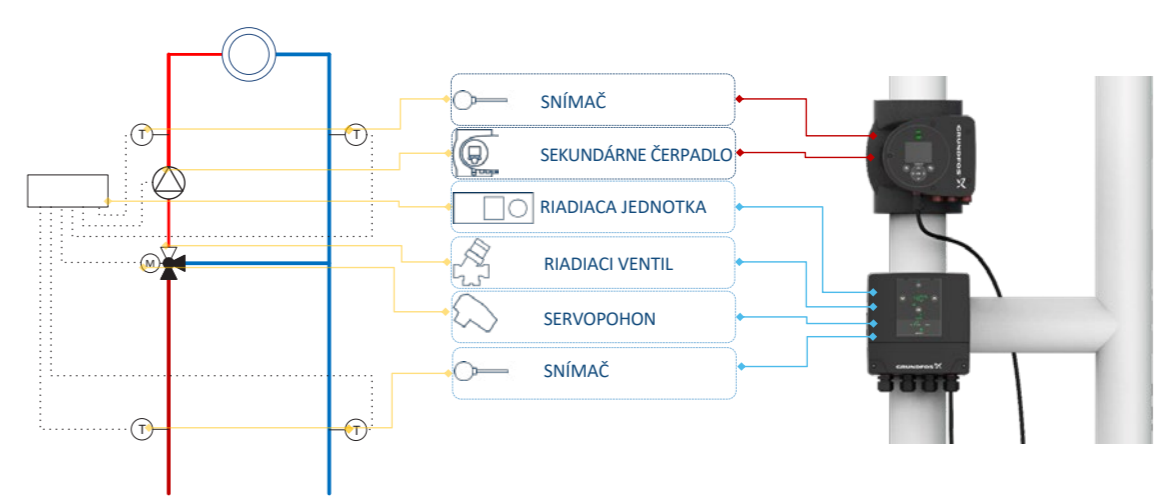 SNÍMAČ
T
T
SEKUNDÁRNE ČERPADLO
GRUNDFOS
RIADIACA JEDNOTKA
M
RIADIACI VENTIL
SERVOPOHON
SNÍMAČ
GRUNDFOS
T
T